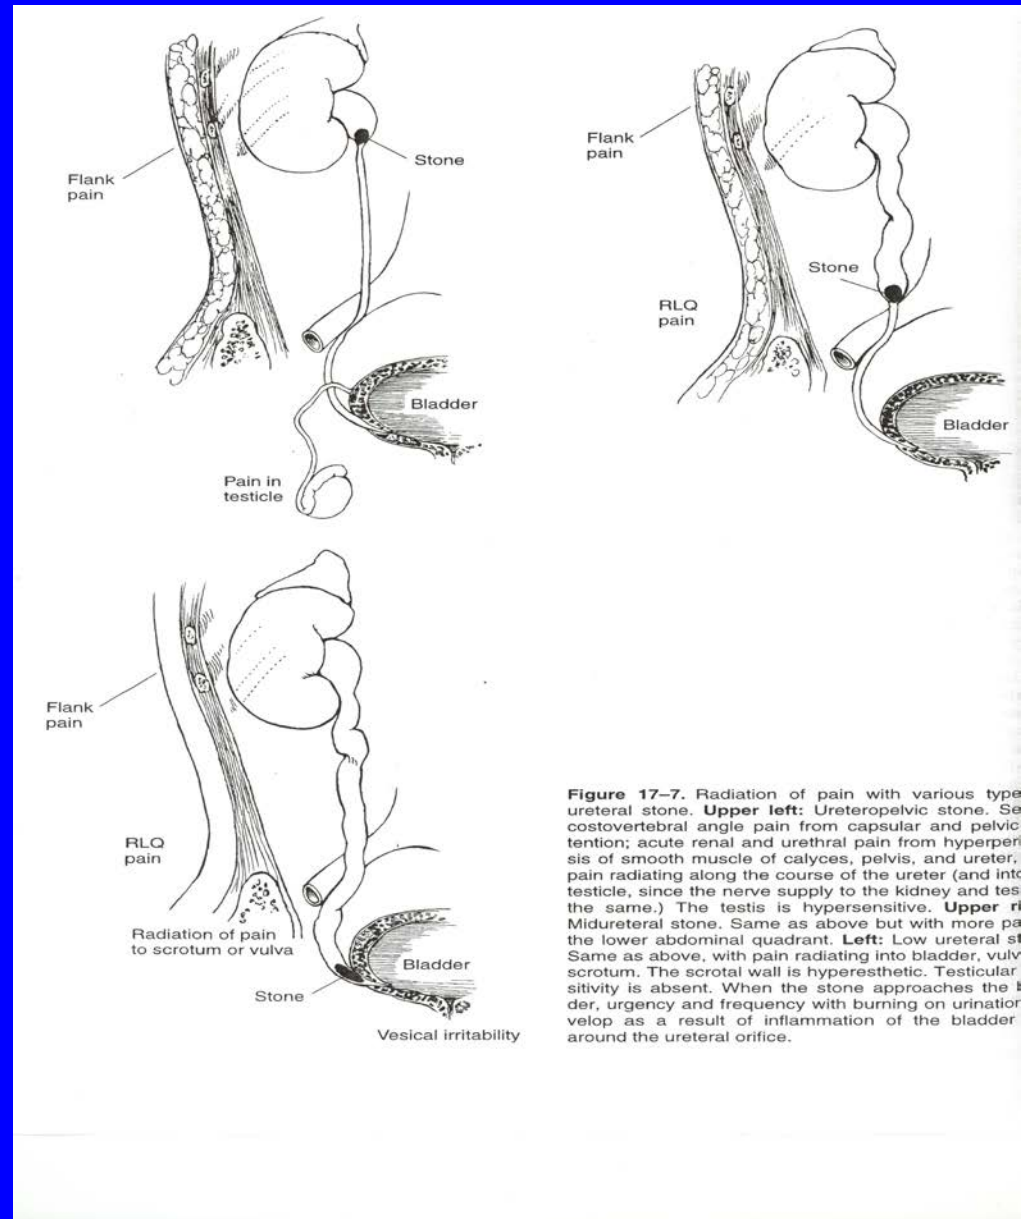 Flank
pain
Stone
Bladder
Pain in
testicle
Flank
pain
Stone
RLQ
pain
Bladder
Flank
pain
RLQ
pain
Radiation of pain
to scrotum or vulva
Stone
Bladder
Vesical irritability
Figure 17–7. Radiation of pain with various type
ureteral stone. Upper left: Ureteropelvic stone. Se
costovertebral angle pain from capsular and pelvic
tention; acute renal and urethral pain from hyperperi
sis of smooth muscle of calyces, pelvis, and ureter,
pain radiating along the course of the ureter (and into
testicle, since the nerve supply to the kidney and tes
the same.) The testis is hypersensitive. Upper ri
Midureteral stone. Same as above but with more pa
the lower abdominal quadrant. Left: Low ureteral st
Same as above, with pain radiating into bladder, vulv
scrotum. The scrotal wall is hyperesthetic. Testicular
sitivity is absent. When the stone approaches the
der, urgency and frequency with burning on urination
velop as a result of inflammation of the bladder
around the ureteral orifice.